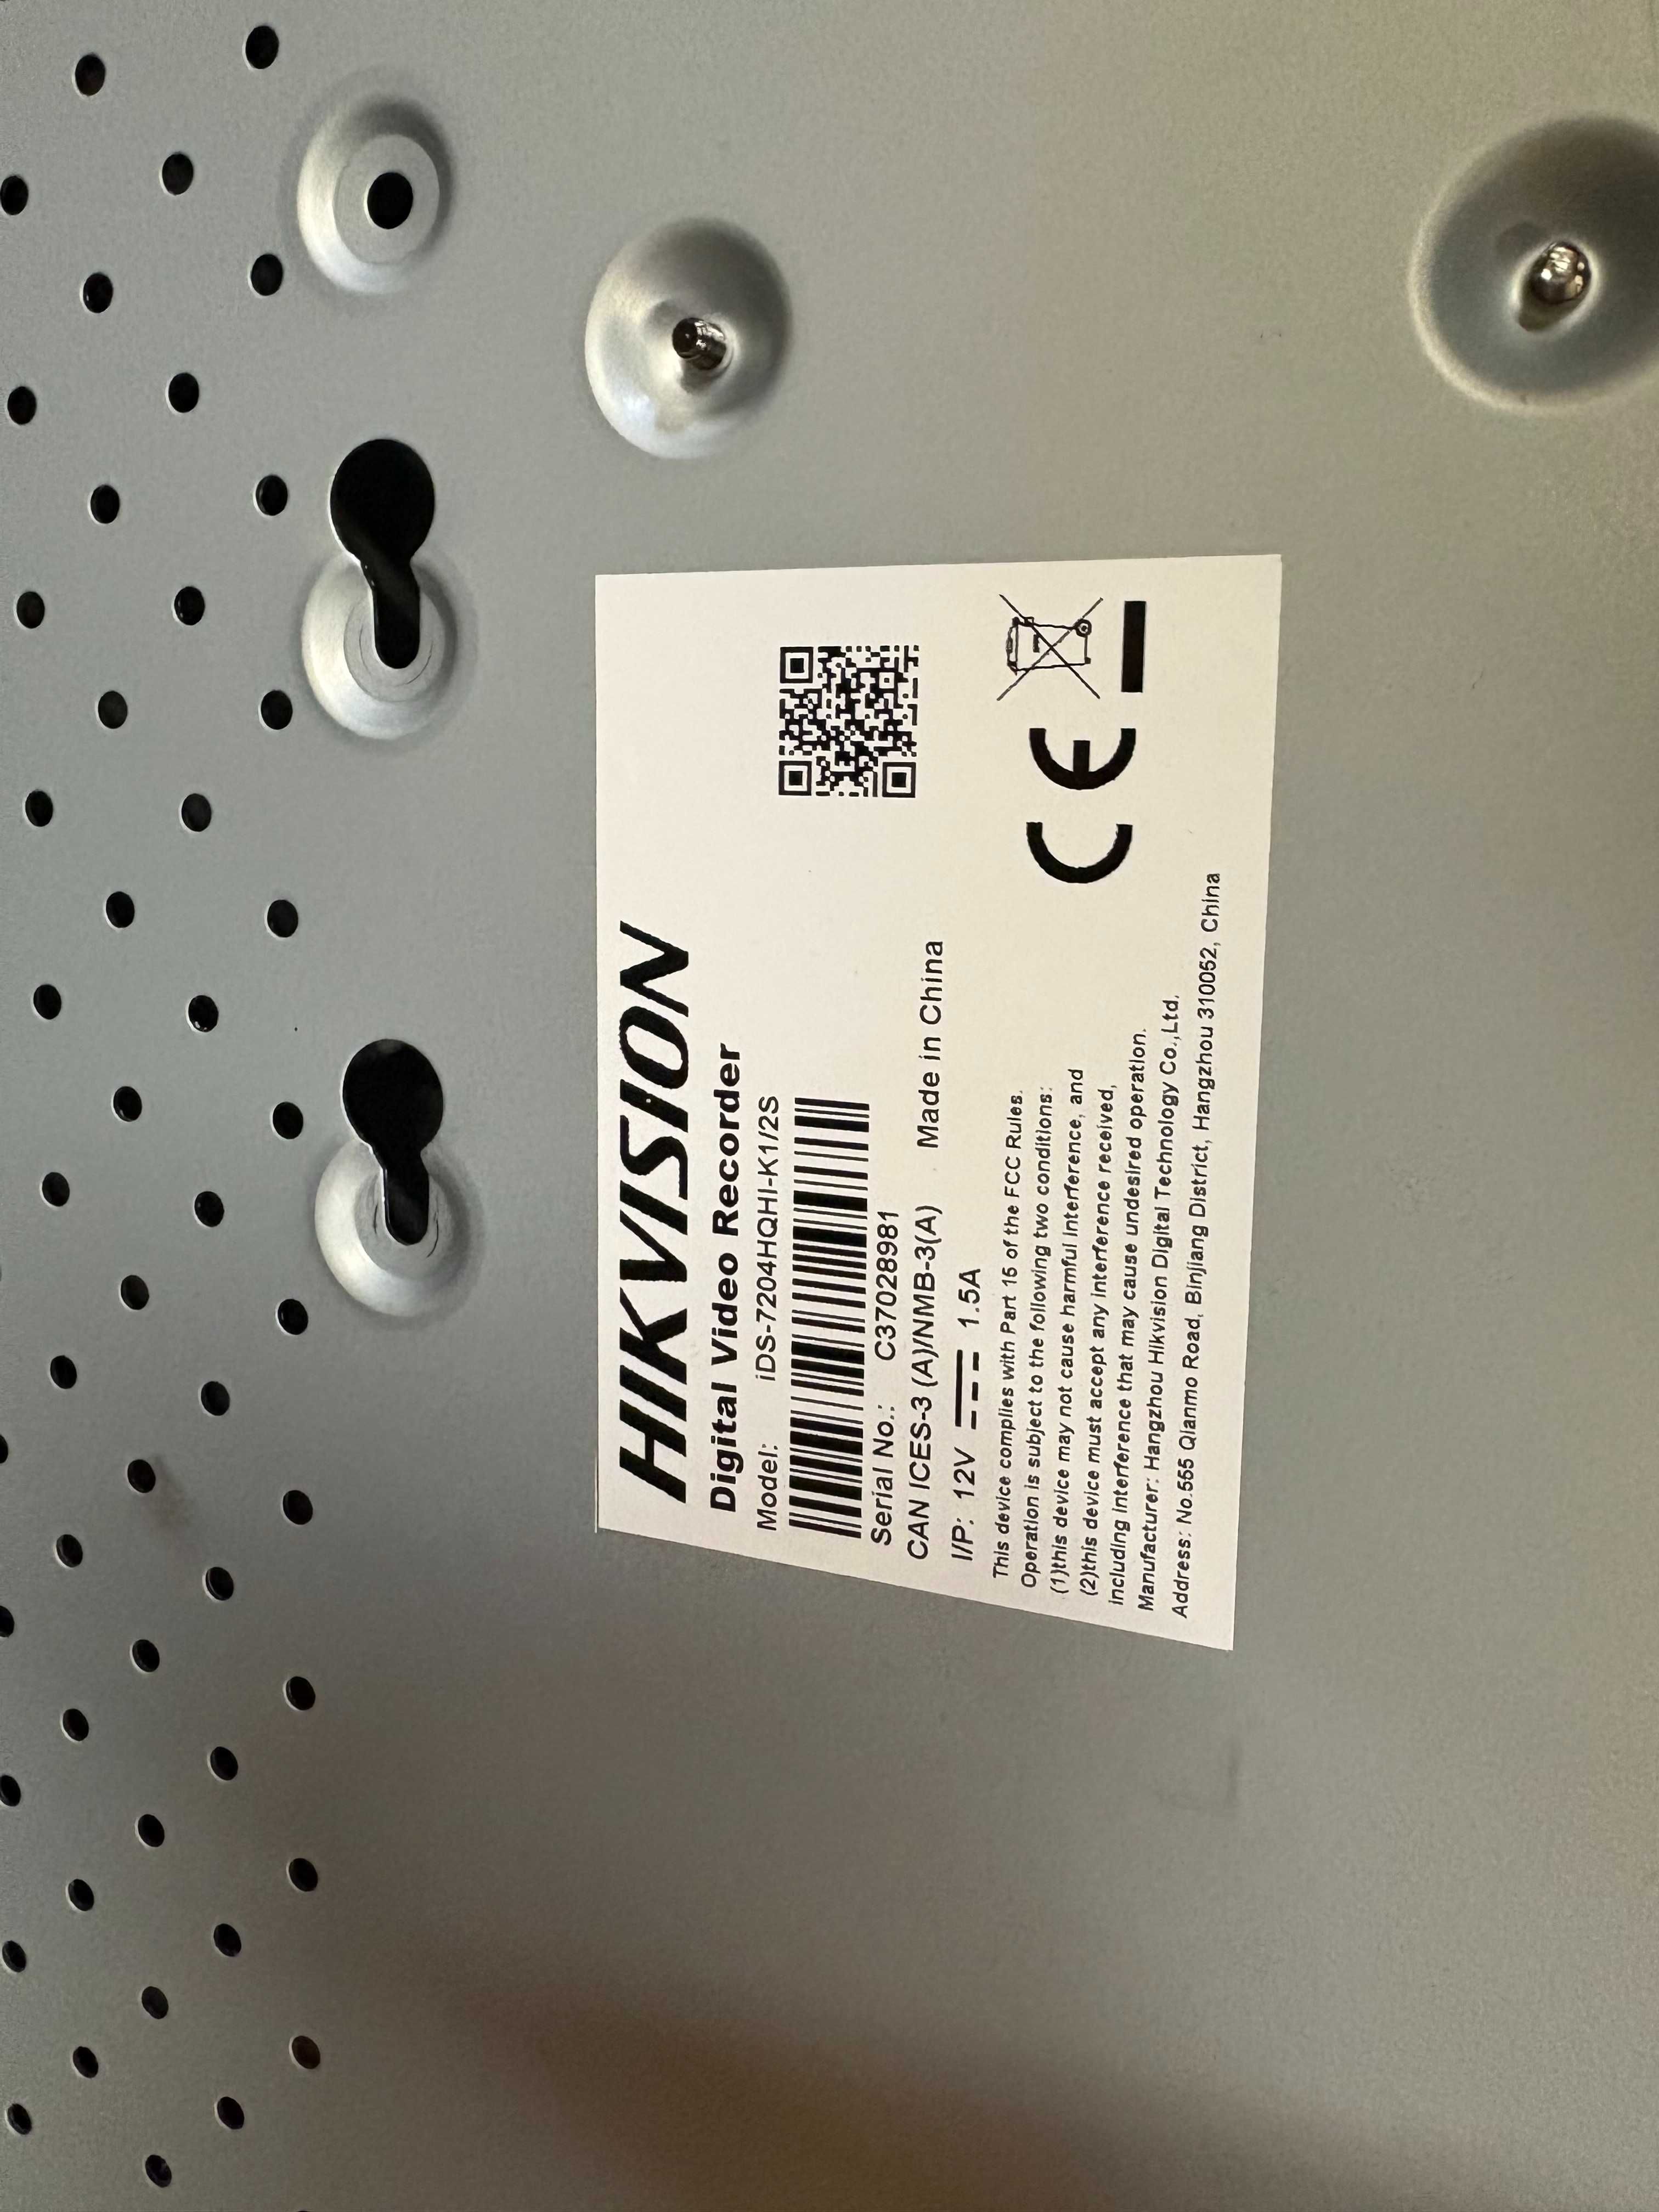 HIKVISION
Digital Video Recorder
Model: iDS-7204HQHI-K1/2S
Serial No.: C37028981
CAN ICES-3 (A)/NMB-3(A) Made in China
I/P: 12V 1.5A
This device complies with Part 15 of the FCC Rules.
Operation is subject to the following two conditions:
(1)this device may not cause harmful interference, and
(2)this device must accept any interference received,
including interference that may cause undesired operation.
Manufacturer: Hangzhou Hikvision Digital Technology Co.,Ltd.
Address: No.555 Qianmo Road, Binjiang District, Hangzhou 310052, China
CE